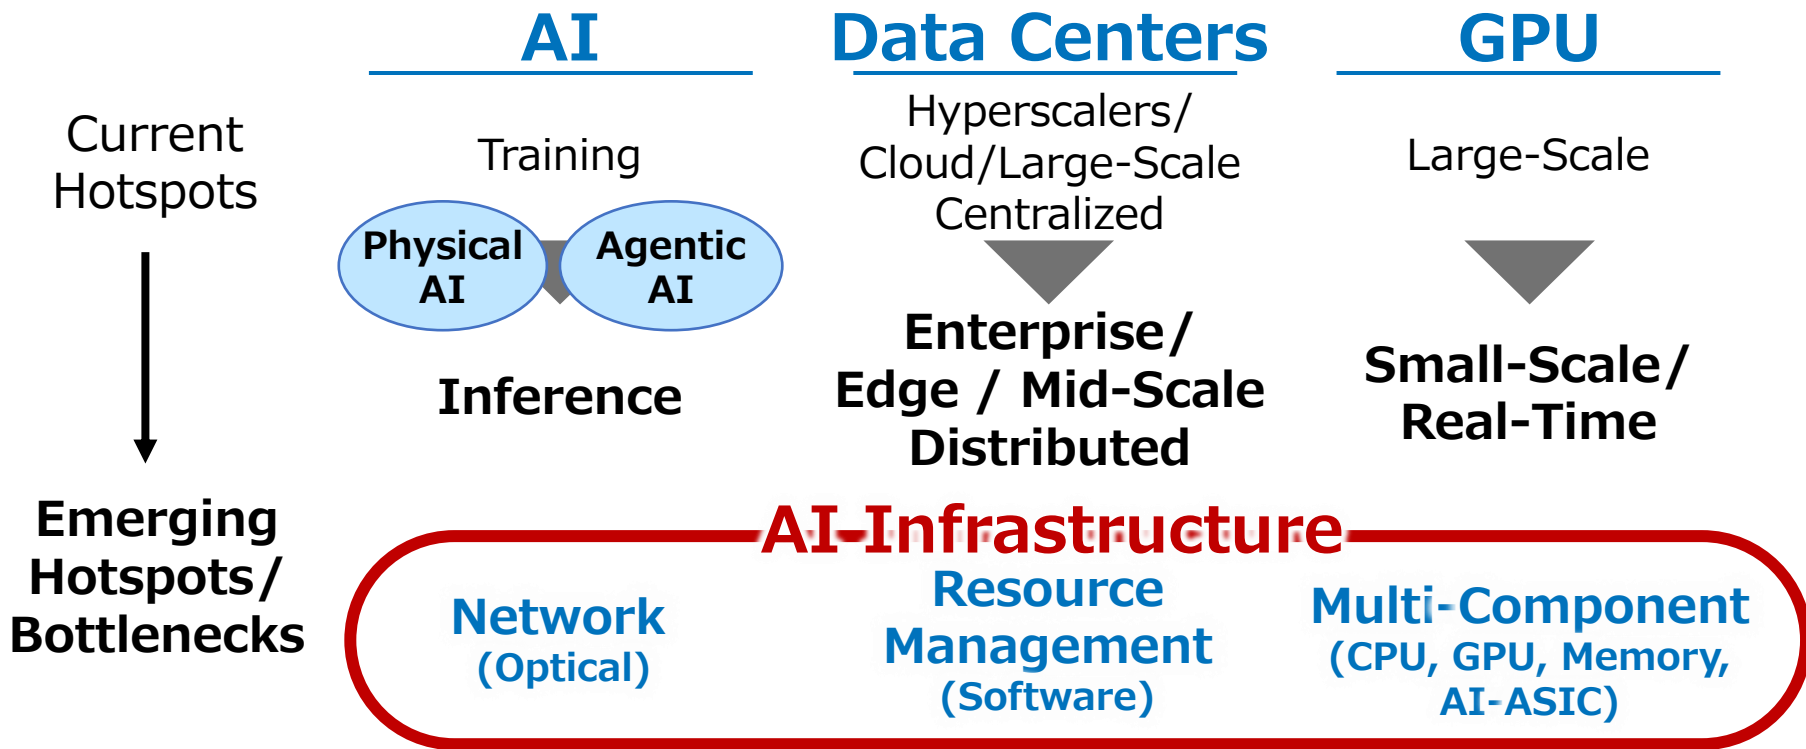 AI
Data Centers
GPU
Current
Hotspots
Training
Hyperscalers/
Cloud/Large-Scale
Centralized
Large-Scale
Physical
AI
Agentic
AI
Inference
Enterprise/
Edge / Mid-Scale
Distributed
Small-Scale/
Real-Time
Emerging
Hotspots/
Bottlenecks
AI Infrastructure
Network
(Optical)
Resource
Management
(Software)
Multi-Component
(CPU, GPU, Memory,
AI-ASIC)